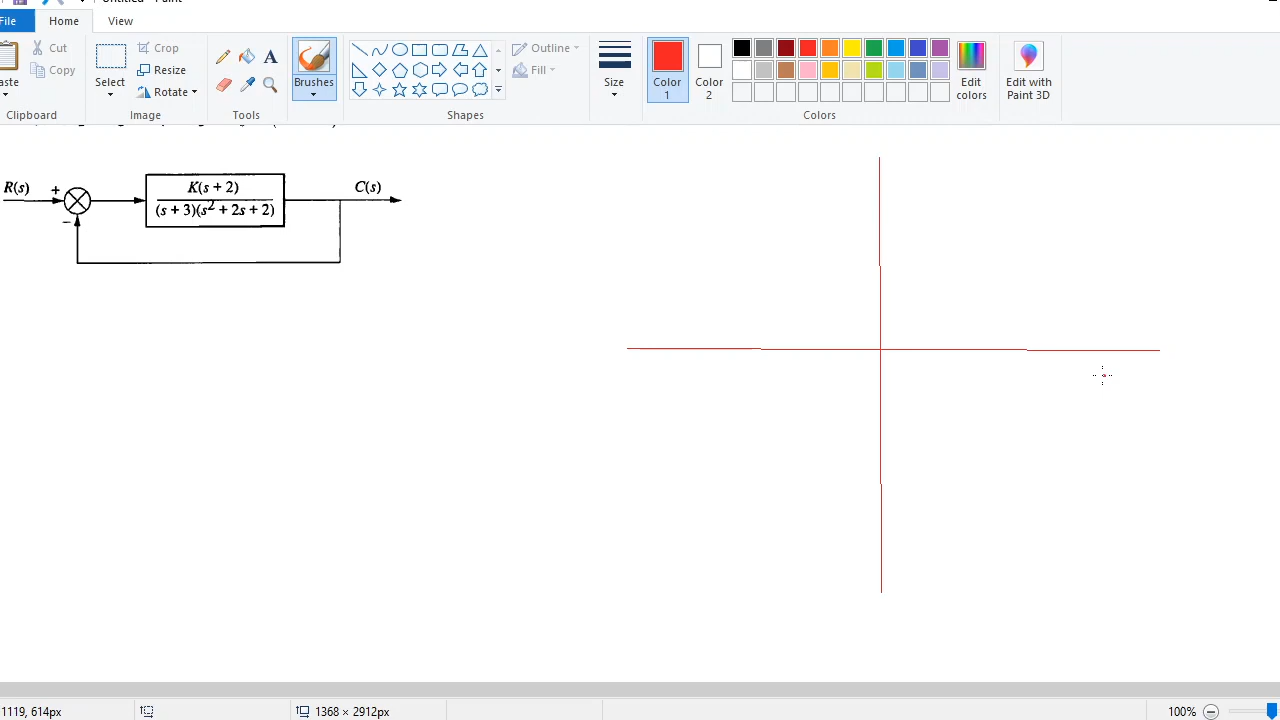 File Home View
Cut
Copy
Clipboard
Select
Crop
Resize
Rotate
Image
A
Tools
Brushes
Shapes
Outline
Fill
Size
Color
1
Color
2
Edit
colors
Colors
Edit with
Paint 3D
R(s)
+
−
K(s + 2)
(s + 3)(s² + 2s + 2)
C(s)
1119, 614px
1368 × 2912px
100%